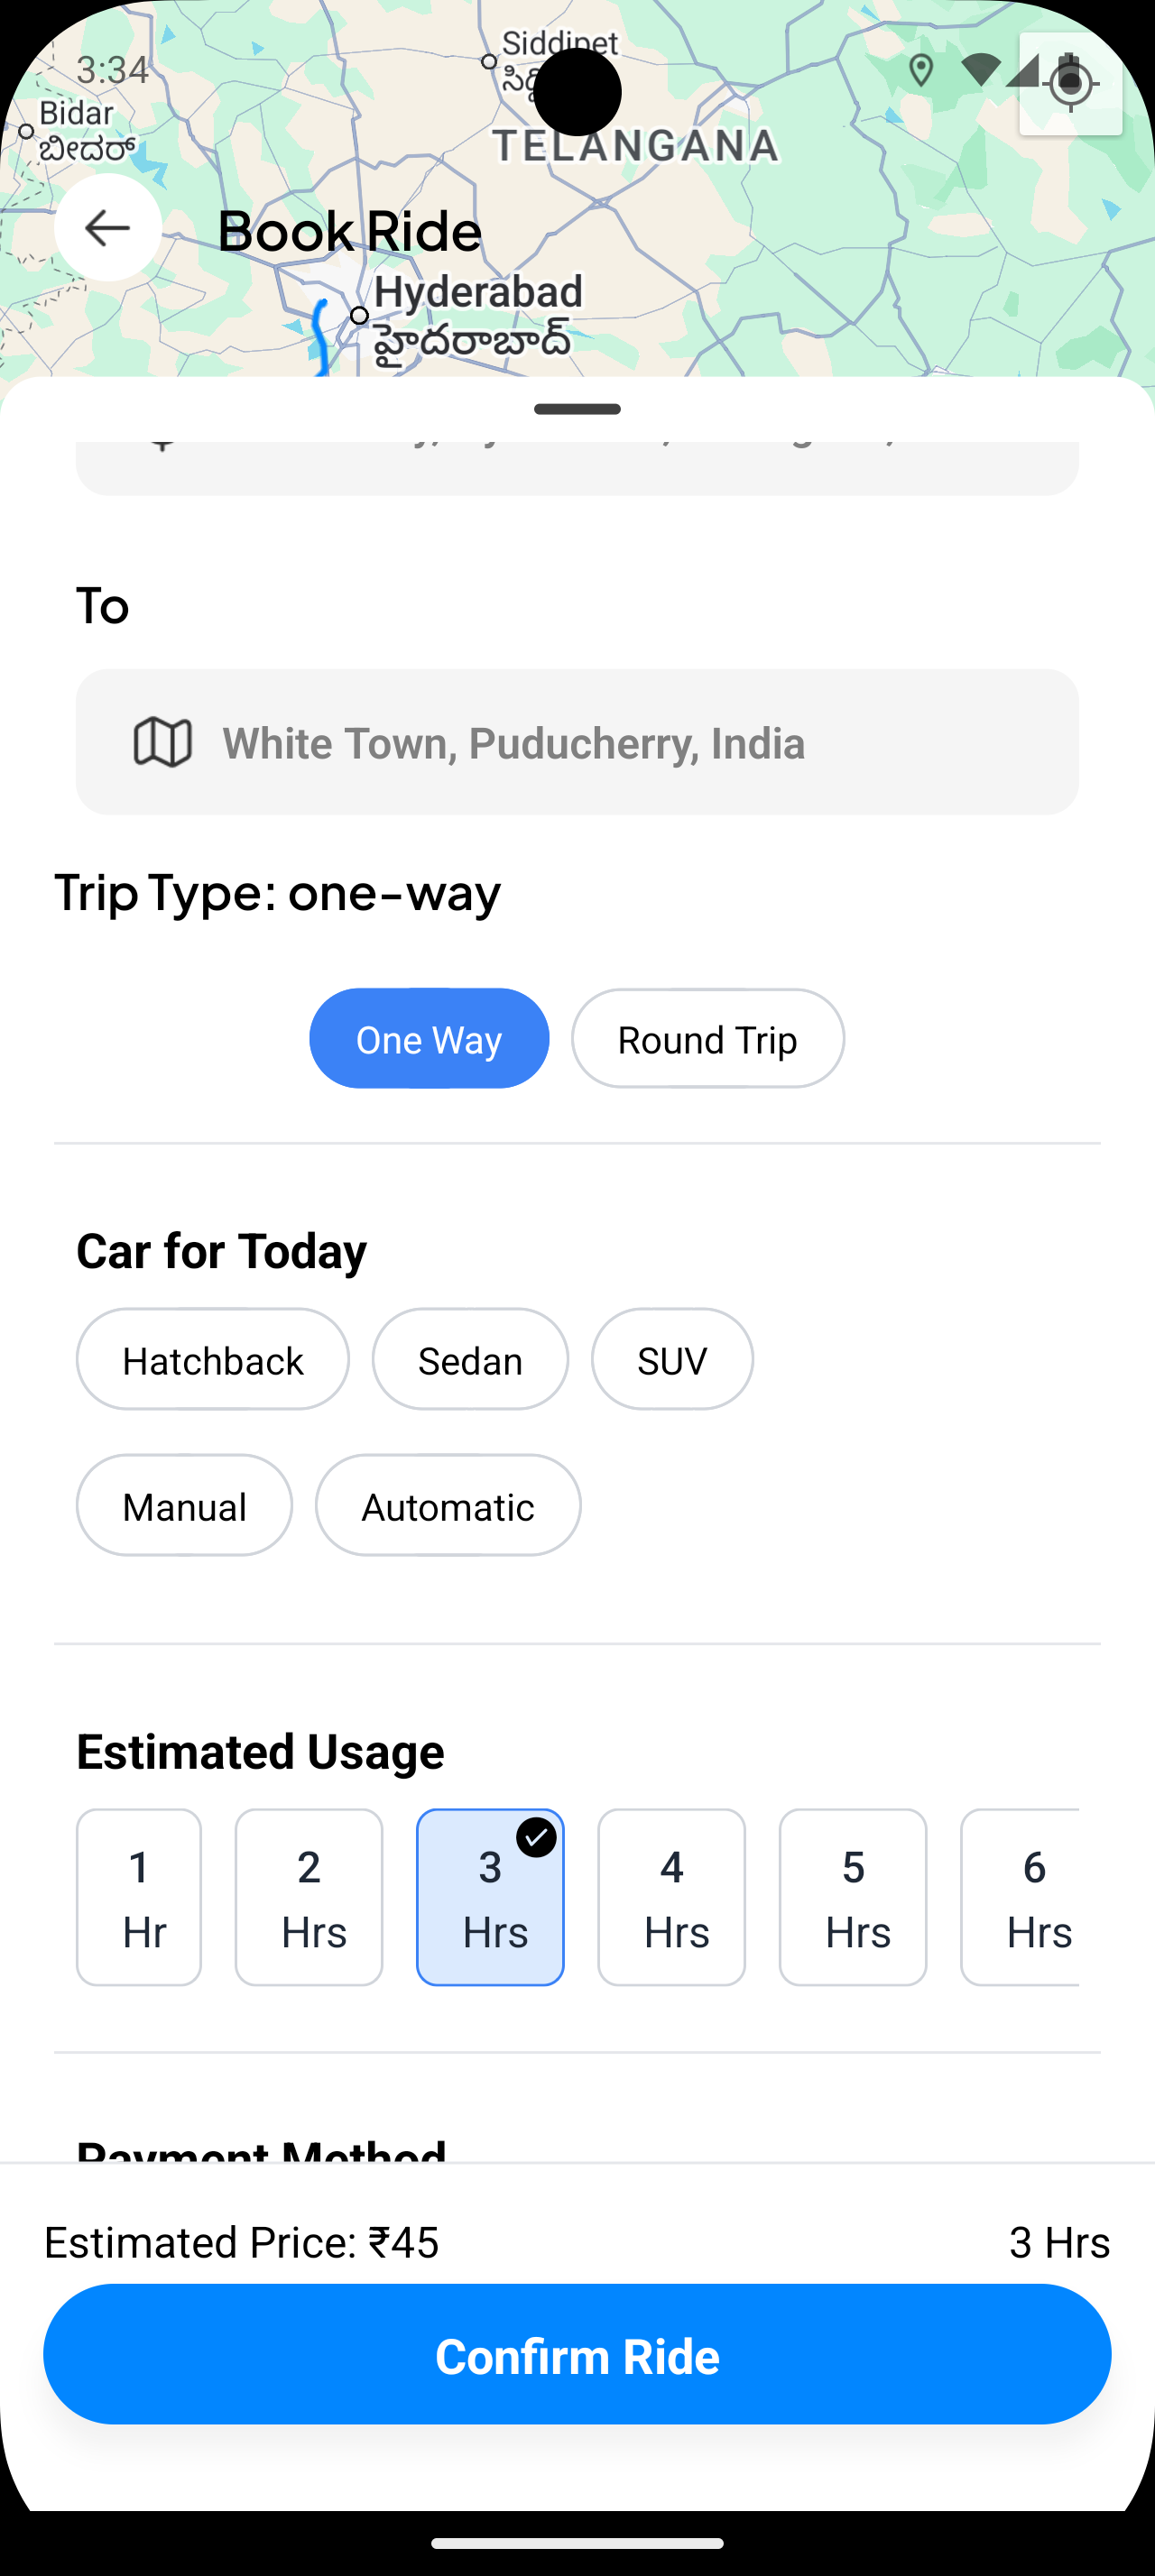 3:34
Siddipet
Bidar
ಬೀದರ್
TELANGANA
Book Ride
Hyderabad
హైదరాబాద్
To
White Town, Puducherry, India
Trip Type: one-way
One Way
Round Trip
Car for Today
Hatchback
Sedan
SUV
Manual
Automatic
Estimated Usage
1
Hr
2
Hrs
3
Hrs
4
Hrs
5
Hrs
6
Hrs
Payment Method
Estimated Price: ₹45
3 Hrs
Confirm Ride